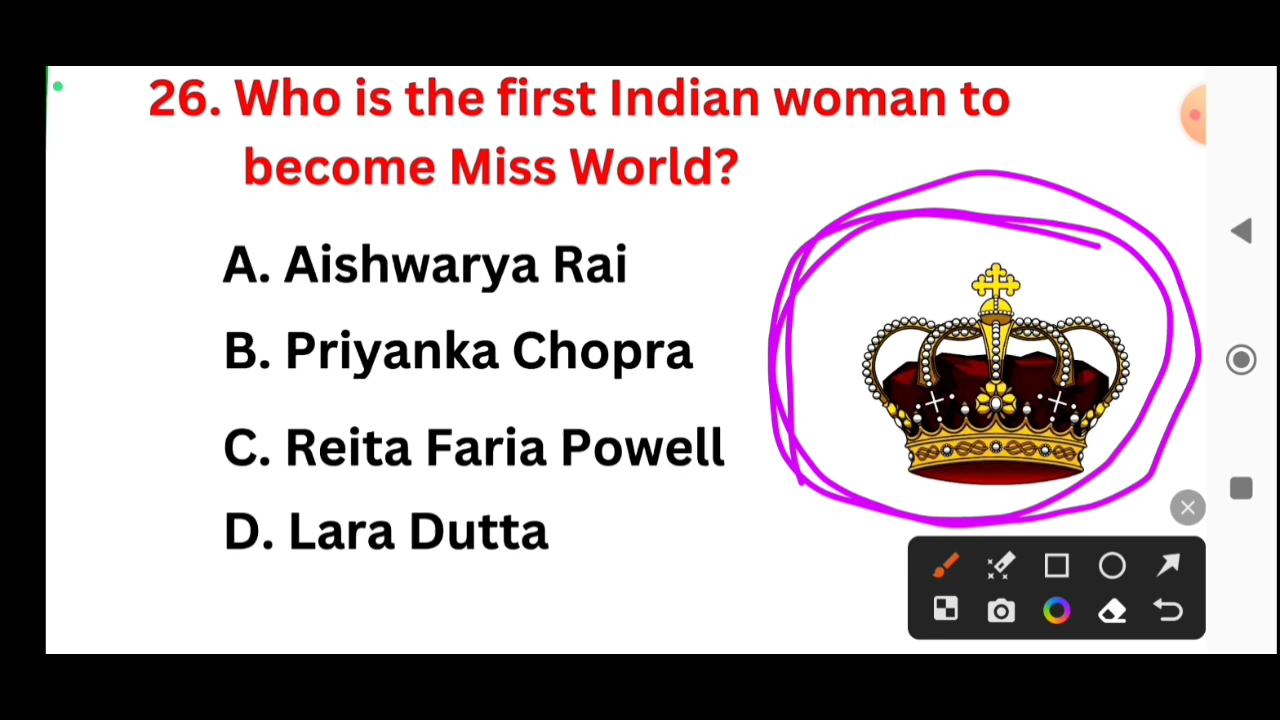 26. Who is the first Indian woman to
become Miss World?
A. Aishwarya Rai
B. Priyanka Chopra
C. Reita Faria Powell
D. Lara Dutta